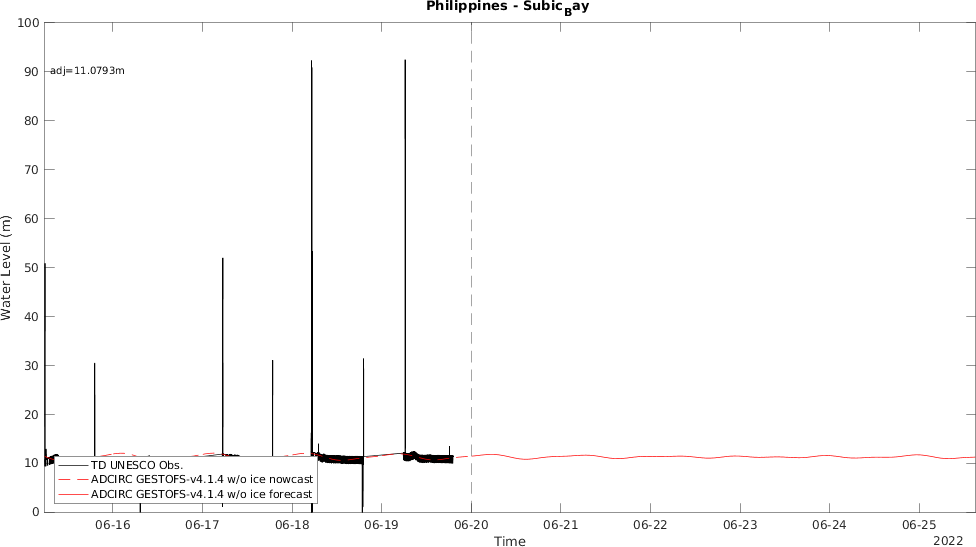 Philippines - Subic_Bay
100
90
80
70
60
50
40
30
20
10
0
Water Level (m)
adj=11.0793m
TD UNESCO Obs.
ADCIRC GESTOFS-v4.1.4 w/o ice nowcast
ADCIRC GESTOFS-v4.1.4 w/o ice forecast
06-16 06-17 06-18 06-19 06-20 06-21 06-22 06-23 06-24 06-25
Time
2022